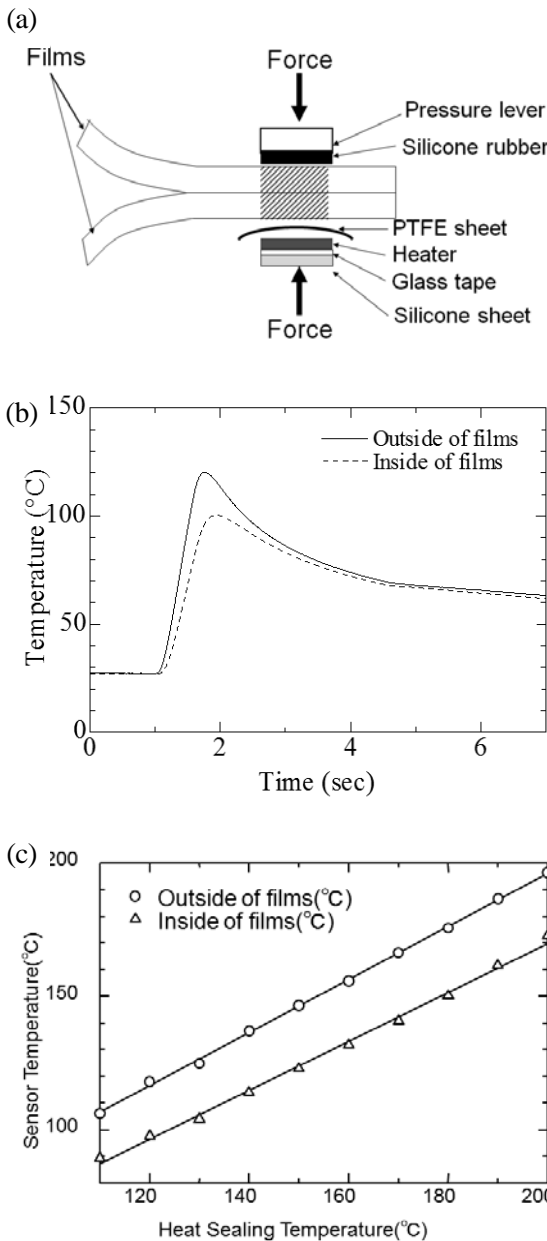 (a)
Films
Force
Pressure lever
Silicone rubber
PTFE sheet
Heater
Glass tape
Silicone sheet
Force
(b)
150
100
50
0
Temperature (°C)
Outside of films
Inside of films
0 2 4 6
Time (sec)
(c)
200
150
100
Sensor Temperature(℃)
Outside of films(℃)
Inside of films(℃)
120 140 160 180 200
Heat Sealing Temperature(℃)